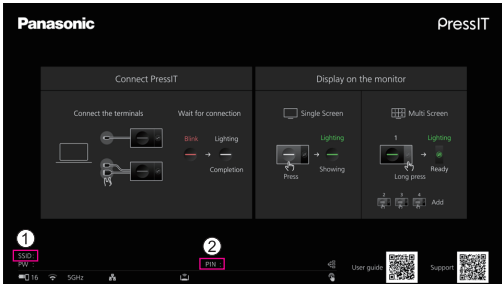 Panasonic
PressIT
Connect PressIT
Display on the monitor
Connect the terminals
Wait for connection
Blink
Lighting
Completion
Single Screen
Lighting
Press
Showing
Multi Screen
1
Lighting
Long press
Ready
2 3 4
Add
1
SSID :
PW :
2
PIN :
16
5GHz
User guide
Support